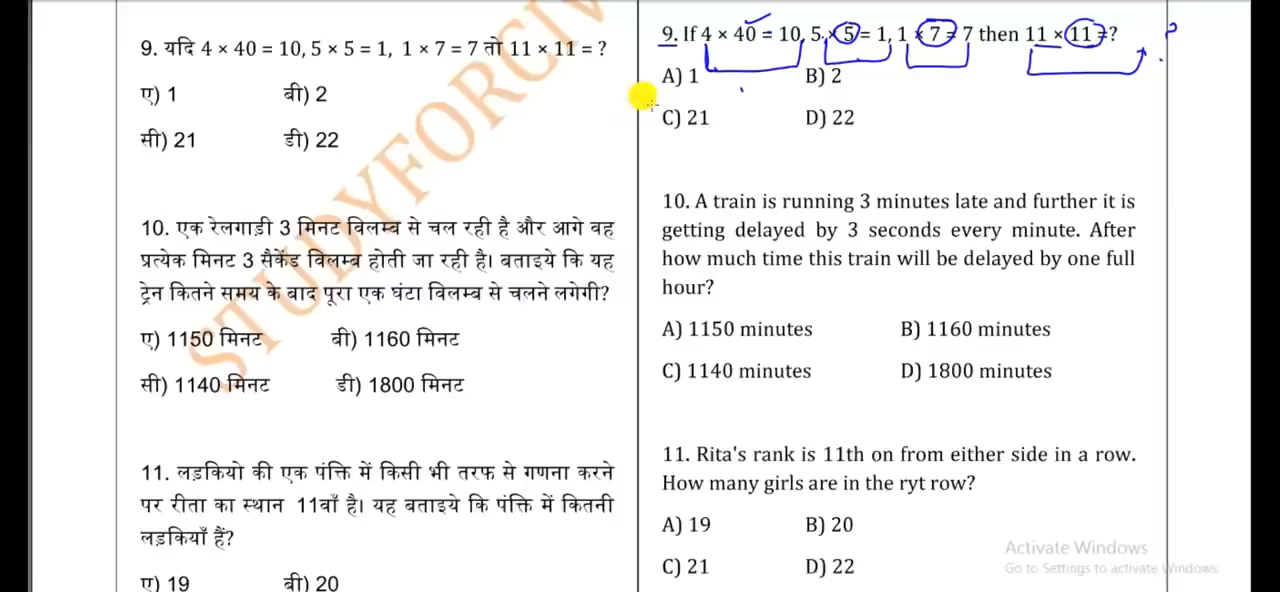 9. यदि 4 × 40 = 10, 5 × 5 = 1, 1 × 7 = 7 तो 11 × 11 = ?
ए) 1 बी) 2
सी) 21 डी) 22
10. एक रेलगाड़ी 3 मिनट विलम्ब से चल रही है और आगे वह
प्रत्येक मिनट 3 सैकेंड विलम्ब होती जा रही है। बताइये कि यह
ट्रेन कितने समय के बाद पूरा एक घंटा विलम्ब से चलने लगेगी?
ए) 1150 मिनट बी) 1160 मिनट
सी) 1140 मिनट डी) 1800 मिनट
11. लड़कियो की एक पंक्ति में किसी भी तरफ से गणना करने
पर रीता का स्थान 11वाँ है। यह बताइये कि पंक्ति में कितनी
लड़कियाँ हैं?
ए) 19 बी) 20
9. If 4 × 40 = 10, 5 × 5 = 1, 1 × 7 = 7 then 11 × 11 =? ?
A) 1 B) 2
C) 21 D) 22
10. A train is running 3 minutes late and further it is
getting delayed by 3 seconds every minute. After
how much time this train will be delayed by one full
hour?
A) 1150 minutes B) 1160 minutes
C) 1140 minutes D) 1800 minutes
11. Rita's rank is 11th on from either side in a row.
How many girls are in the ryt row?
A) 19 B) 20
C) 21 D) 22
STUDYFORCIV
Activate Windows
Go to Settings to activate Windows.